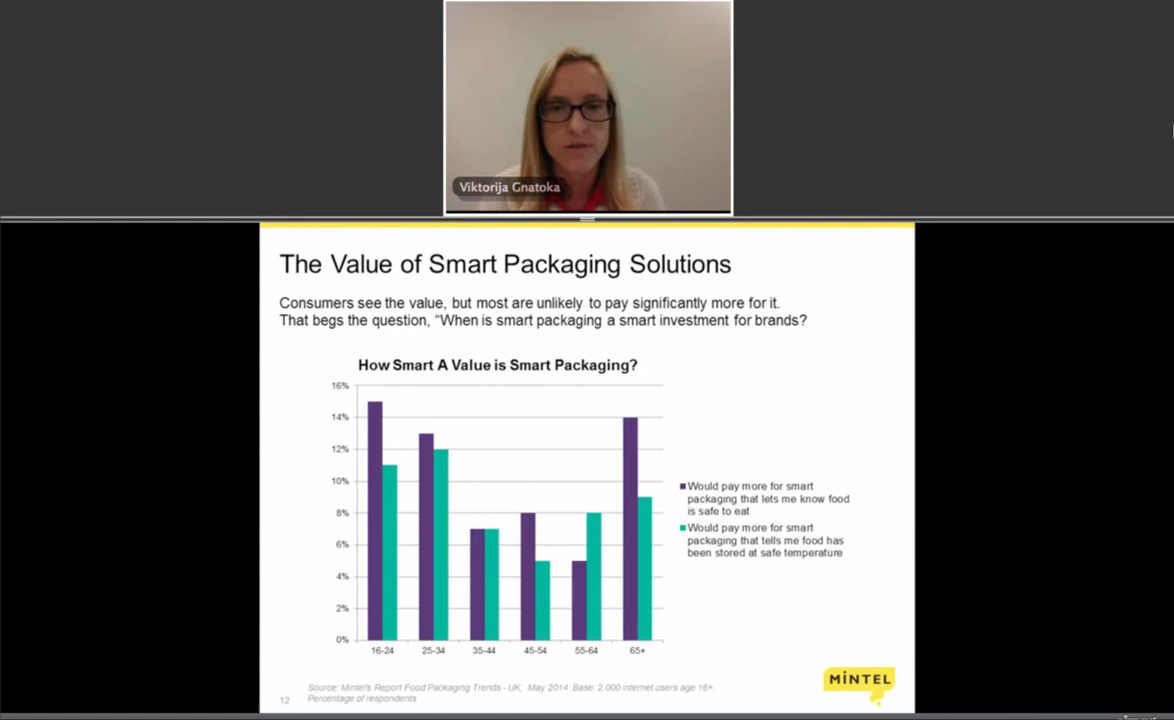 Viktorija Gnatoka
The Value of Smart Packaging Solutions
Consumers see the value, but most are unlikely to pay significantly more for it.
That begs the question, “When is smart packaging a smart investment for brands?
How Smart A Value is Smart Packaging?
16%
14%
12%
10%
8%
6%
4%
2%
0%
16-24 25-34 35-44 45-54 55-64 65+
Would pay more for smart
packaging that lets me know food
is safe to eat
Would pay more for smart
packaging that tells me food has
been stored at safe temperature
Source: Mintel's Report Food Packaging Trends - UK, May 2014. Base: 2,000 internet users age 16+.
Percentage of respondents
12
MiNTEL